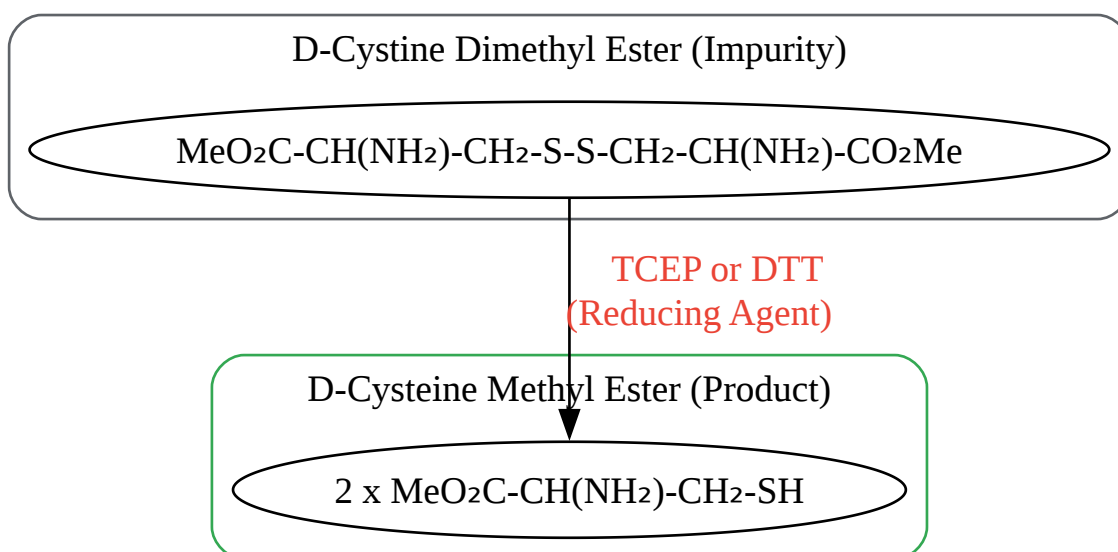 D-Cystine Dimethyl Ester (Impurity)
MeO₂C-CH(NH₂)-CH₂-S-S-CH₂-CH(NH₂)-CO₂Me
TCEP or DTT
(Reducing Agent)
D-Cysteine Methyl Ester (Product)
2 x MeO₂C-CH(NH₂)-CH₂-SH